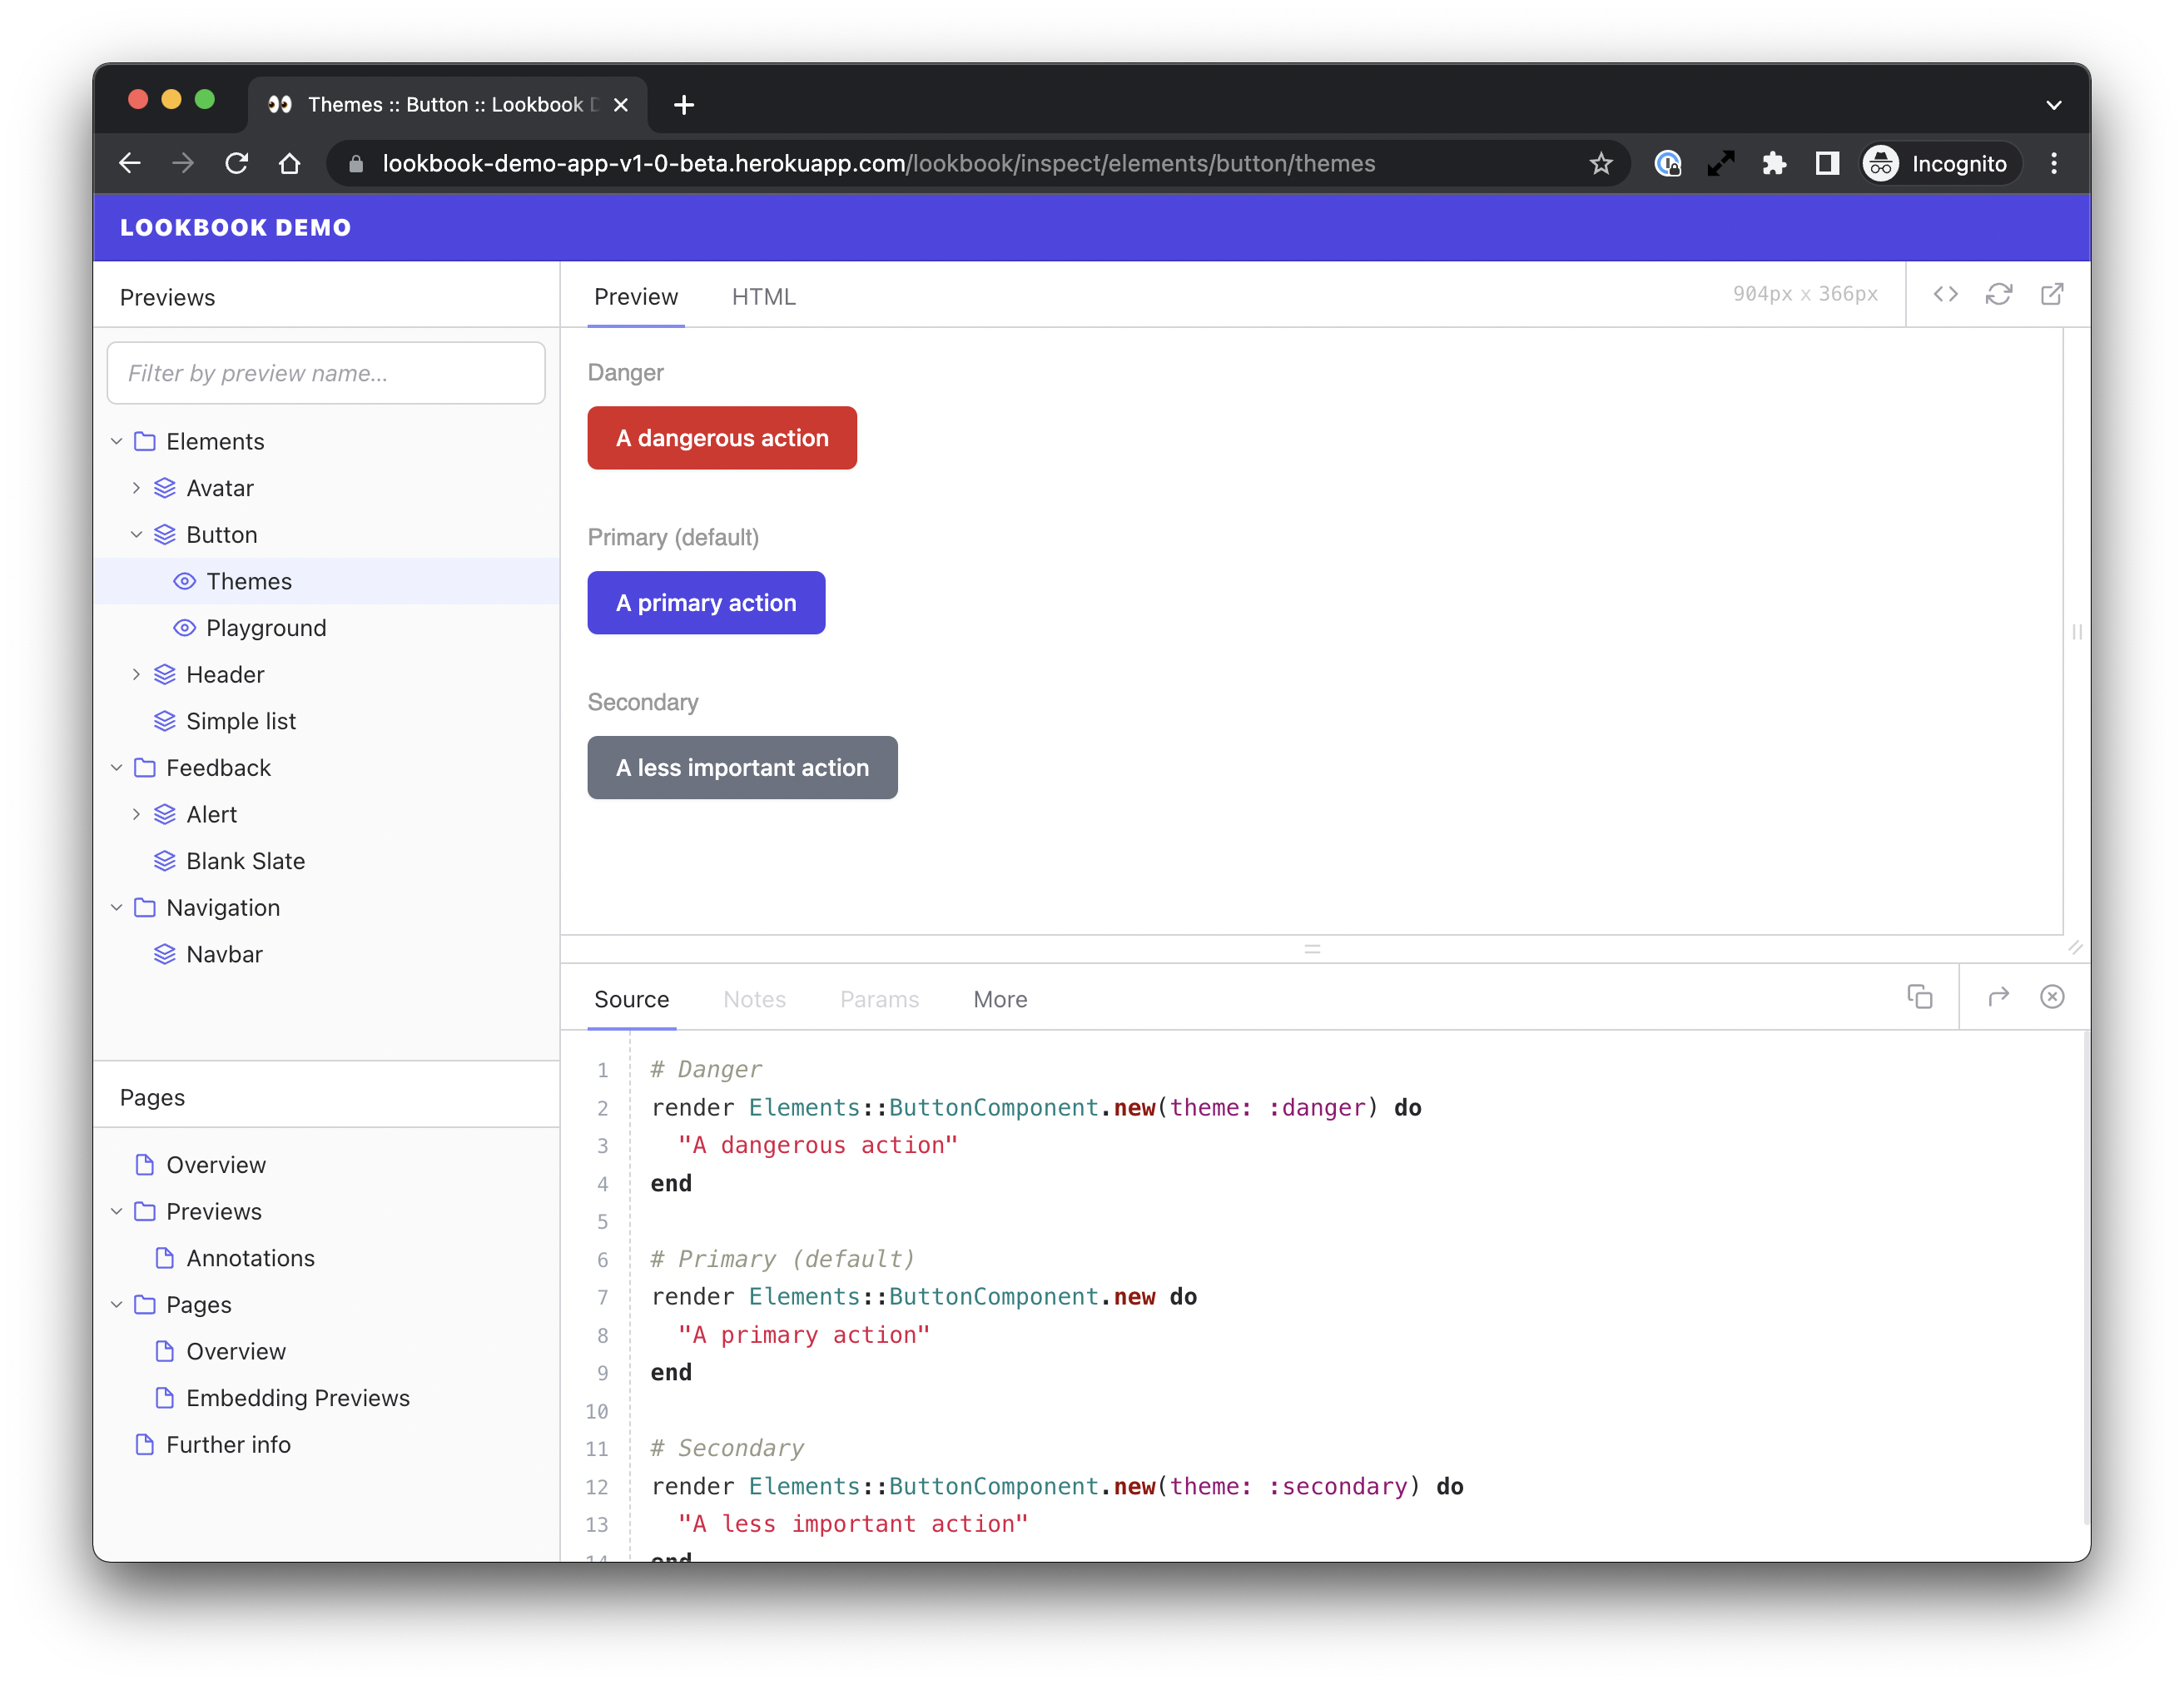 Themes :: Button :: Lookbook
lookbook-demo-app-v1-0-beta.herokuapp.com/lookbook/inspect/elements/button/themes
Incognito
LOOKBOOK DEMO
Previews
Filter by preview name...
Elements
Avatar
Button
Themes
Playground
Header
Simple list
Feedback
Alert
Blank Slate
Navigation
Navbar
Pages
Overview
Previews
Annotations
Pages
Overview
Embedding Previews
Further info
Preview HTML 904px x 366px
Danger
A dangerous action
Primary (default)
A primary action
Secondary
A less important action
Source Notes Params More
1 # Danger
2 render Elements::ButtonComponent.new(theme: :danger) do
3 "A dangerous action"
4 end
5
6 # Primary (default)
7 render Elements::ButtonComponent.new do
8 "A primary action"
9 end
10
11 # Secondary
12 render Elements::ButtonComponent.new(theme: :secondary) do
13 "A less important action"
14 end